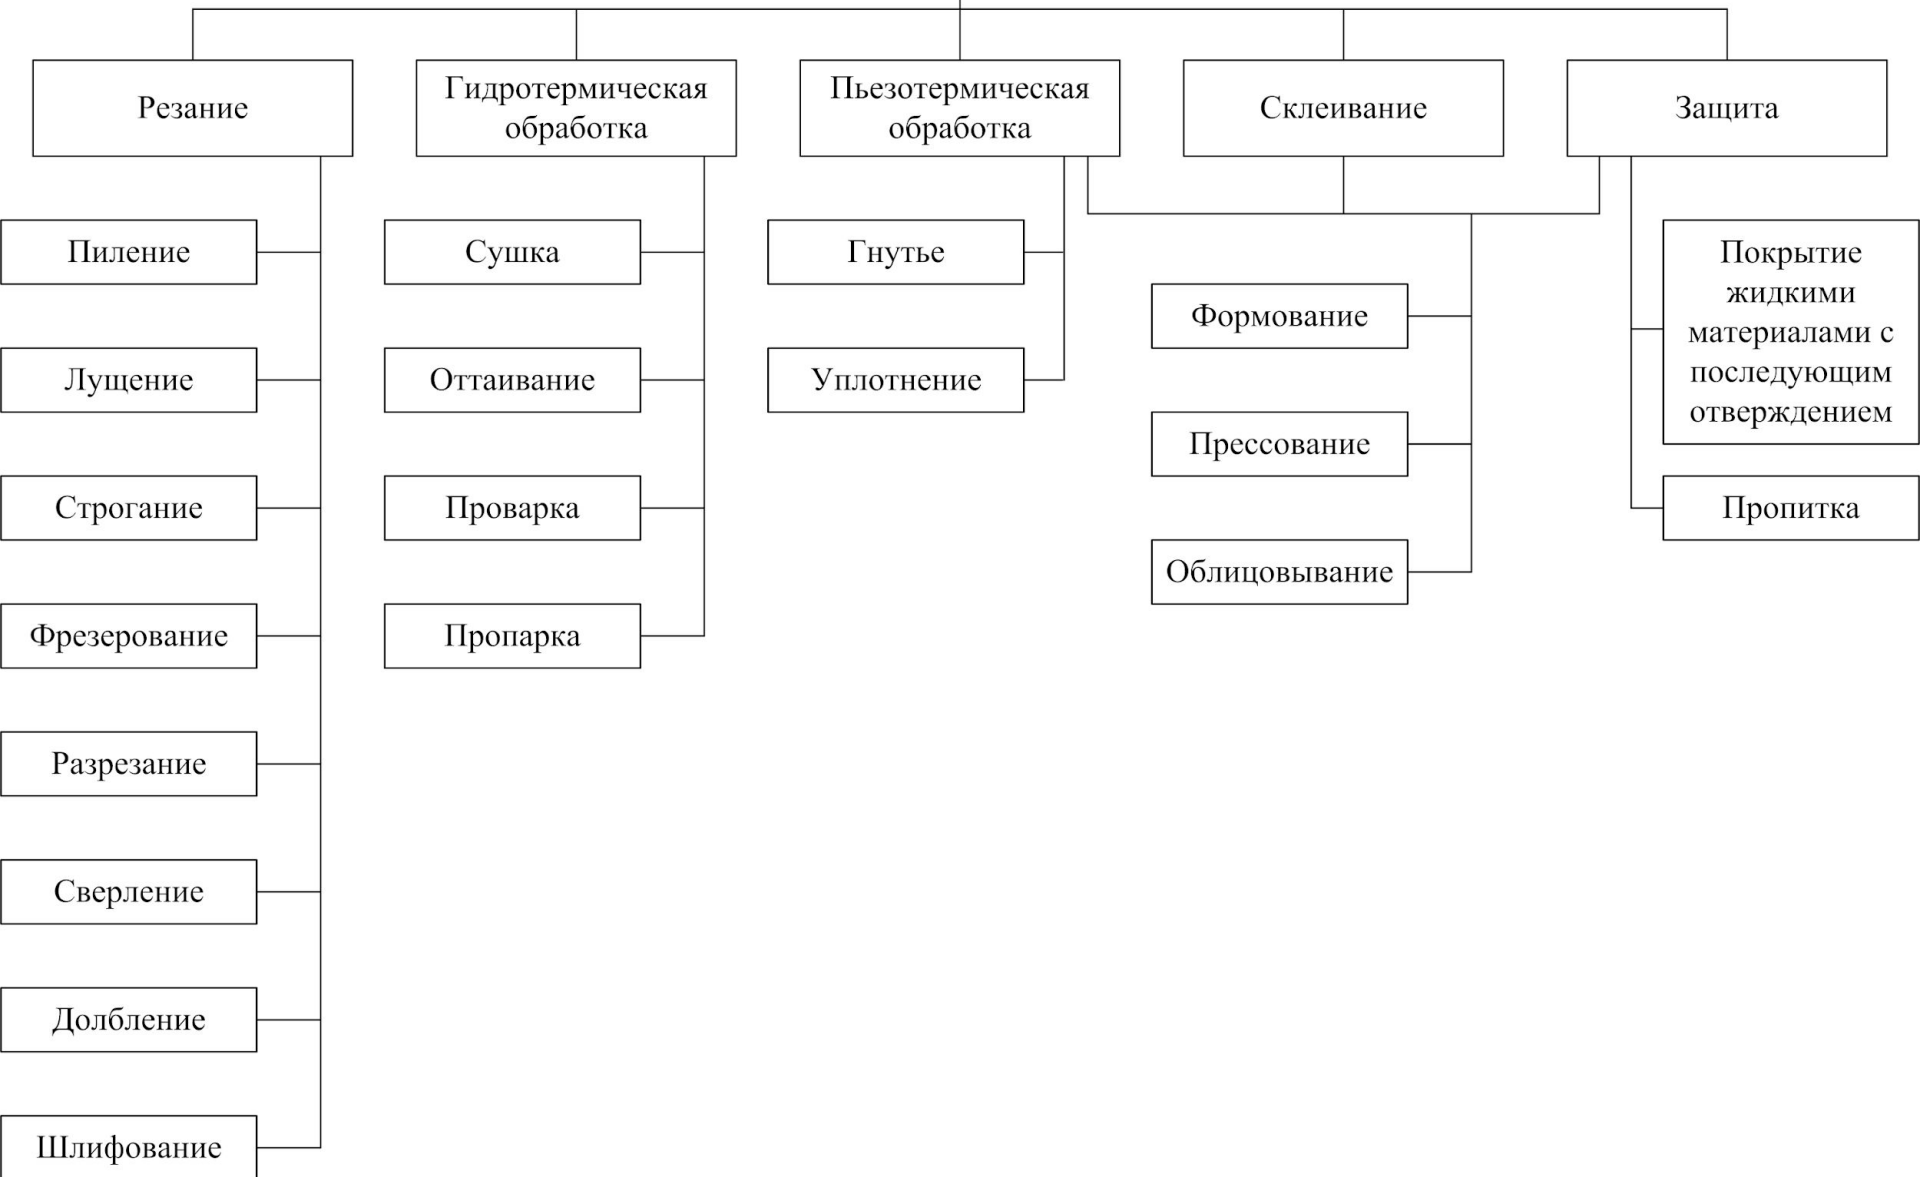 Резание
Гидротермическая
обработка
Пьезотермическая
обработка
Склеивание
Защита
Пиление
Лущение
Строгание
Фрезерование
Разрезание
Сверление
Долбление
Шлифование
Сушка
Оттаивание
Проварка
Пропарка
Гнутье
Уплотнение
Формование
Прессование
Облицовывание
Покрытие
жидкими
материалами с
последующим
отверждением
Пропитка